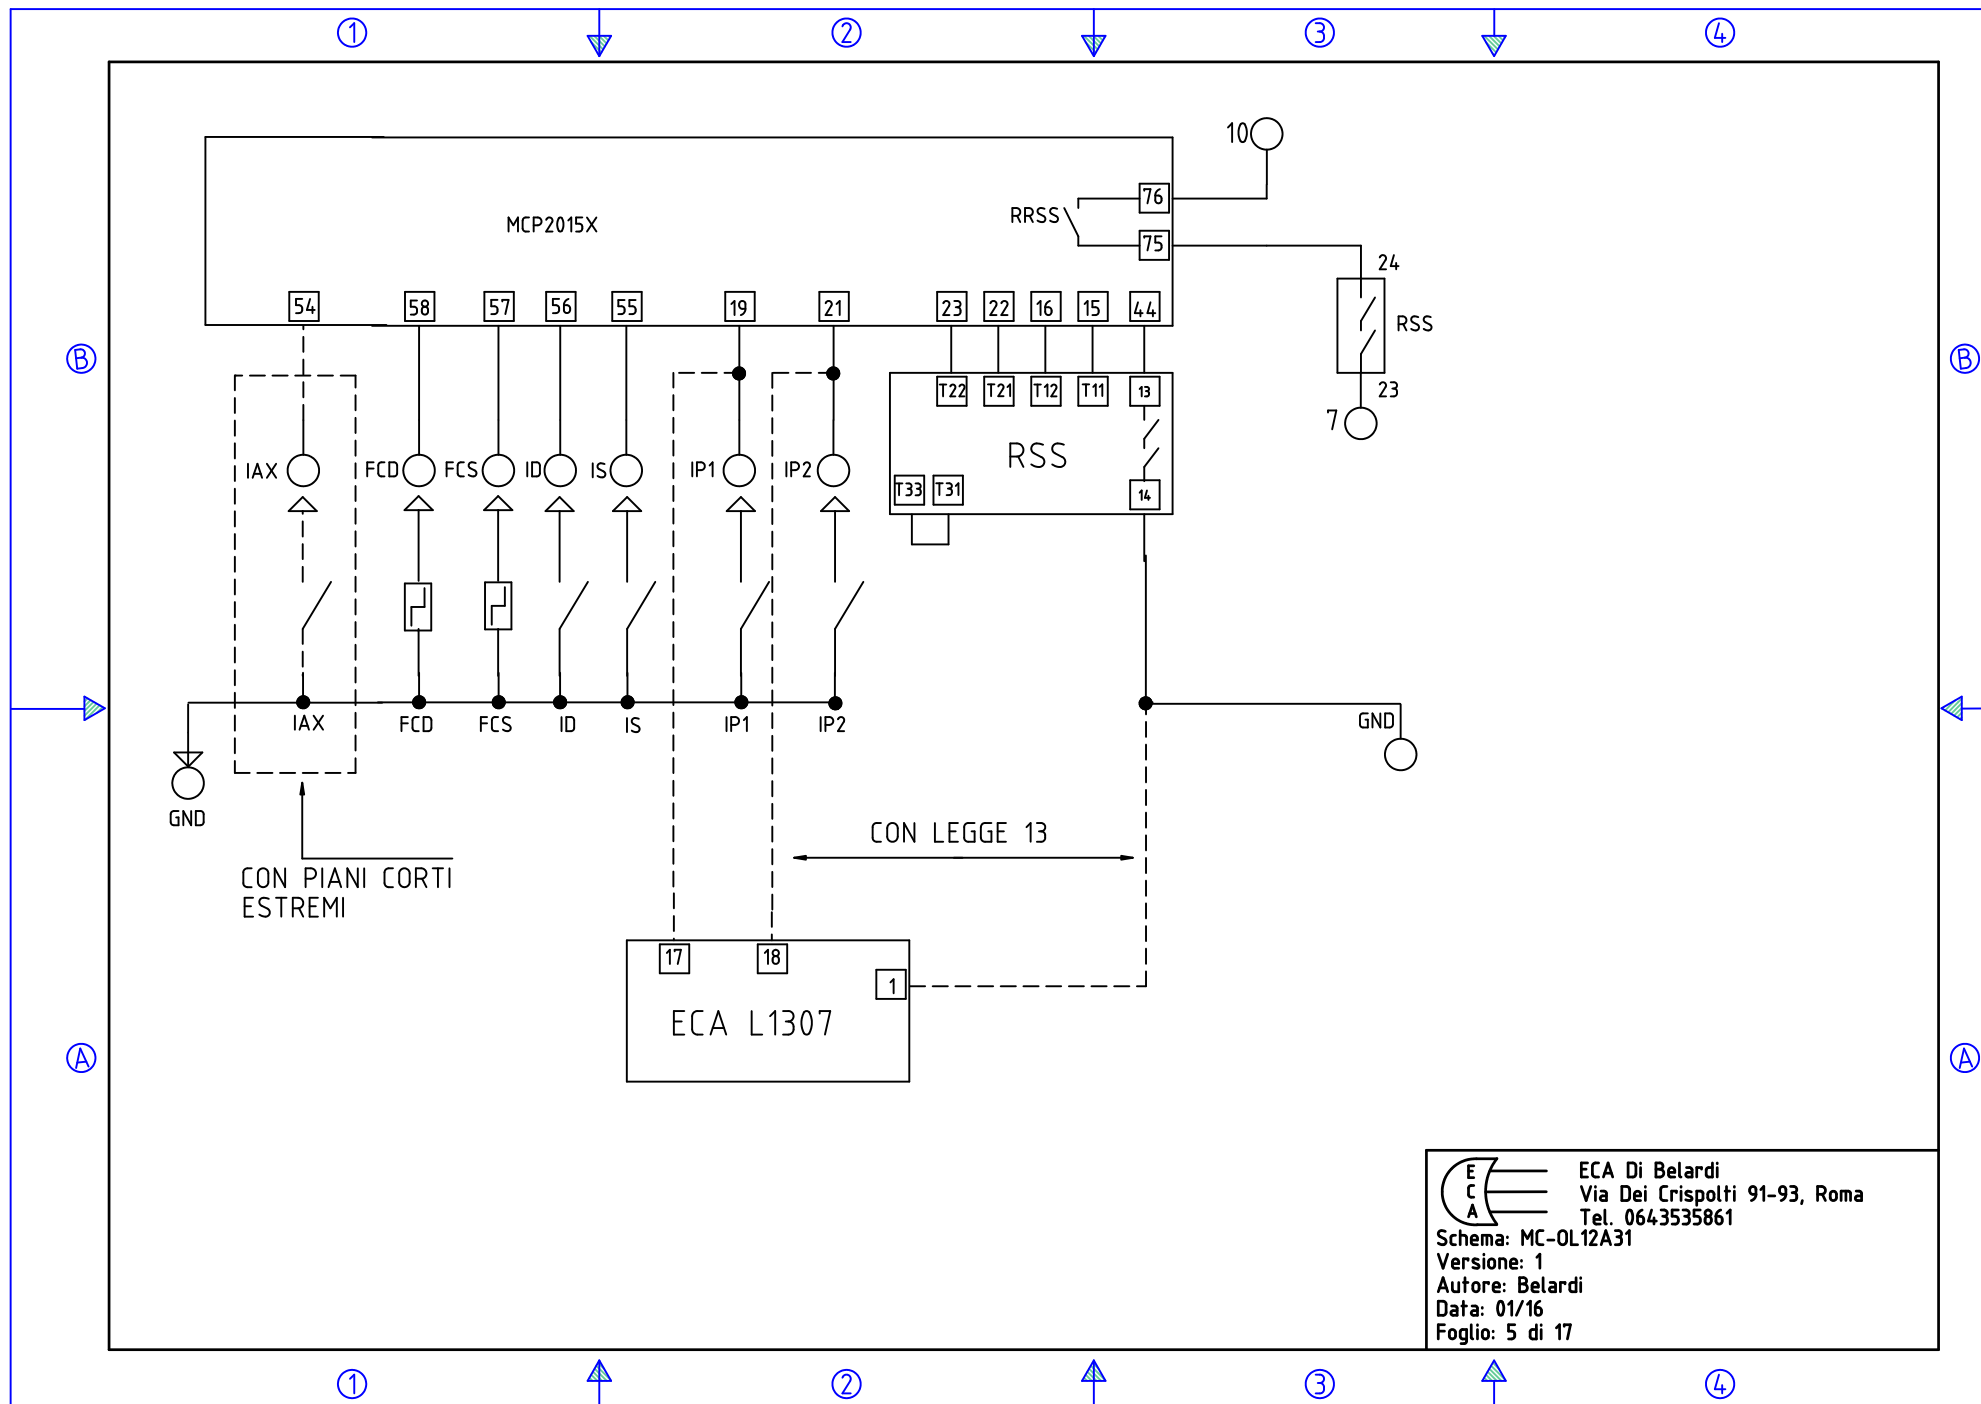 1 2 3 4
10
76
RRSS
MCP2015X
75
24
54 58 57 56 55 19 21 23 22 16 15 44
RSS
B B
T22 T21 T12 T11 13
23
7
RSS
IAX FCD FCS ID IS IP1 IP2
T33 T31 14
IAX FCD FCS ID IS IP1 IP2
GND
GND
CON LEGGE 13
CON PIANI CORTI
ESTREMI
17 18
1
ECA L1307
A A
E
C
A
ECA Di Belardi
Via Dei Crispolti 91-93, Roma
Tel. 0643535861
Schema: MC-OL12A31
Versione: 1
Autore: Belardi
Data: 01/16
Foglio: 5 di 17
1 2 3 4